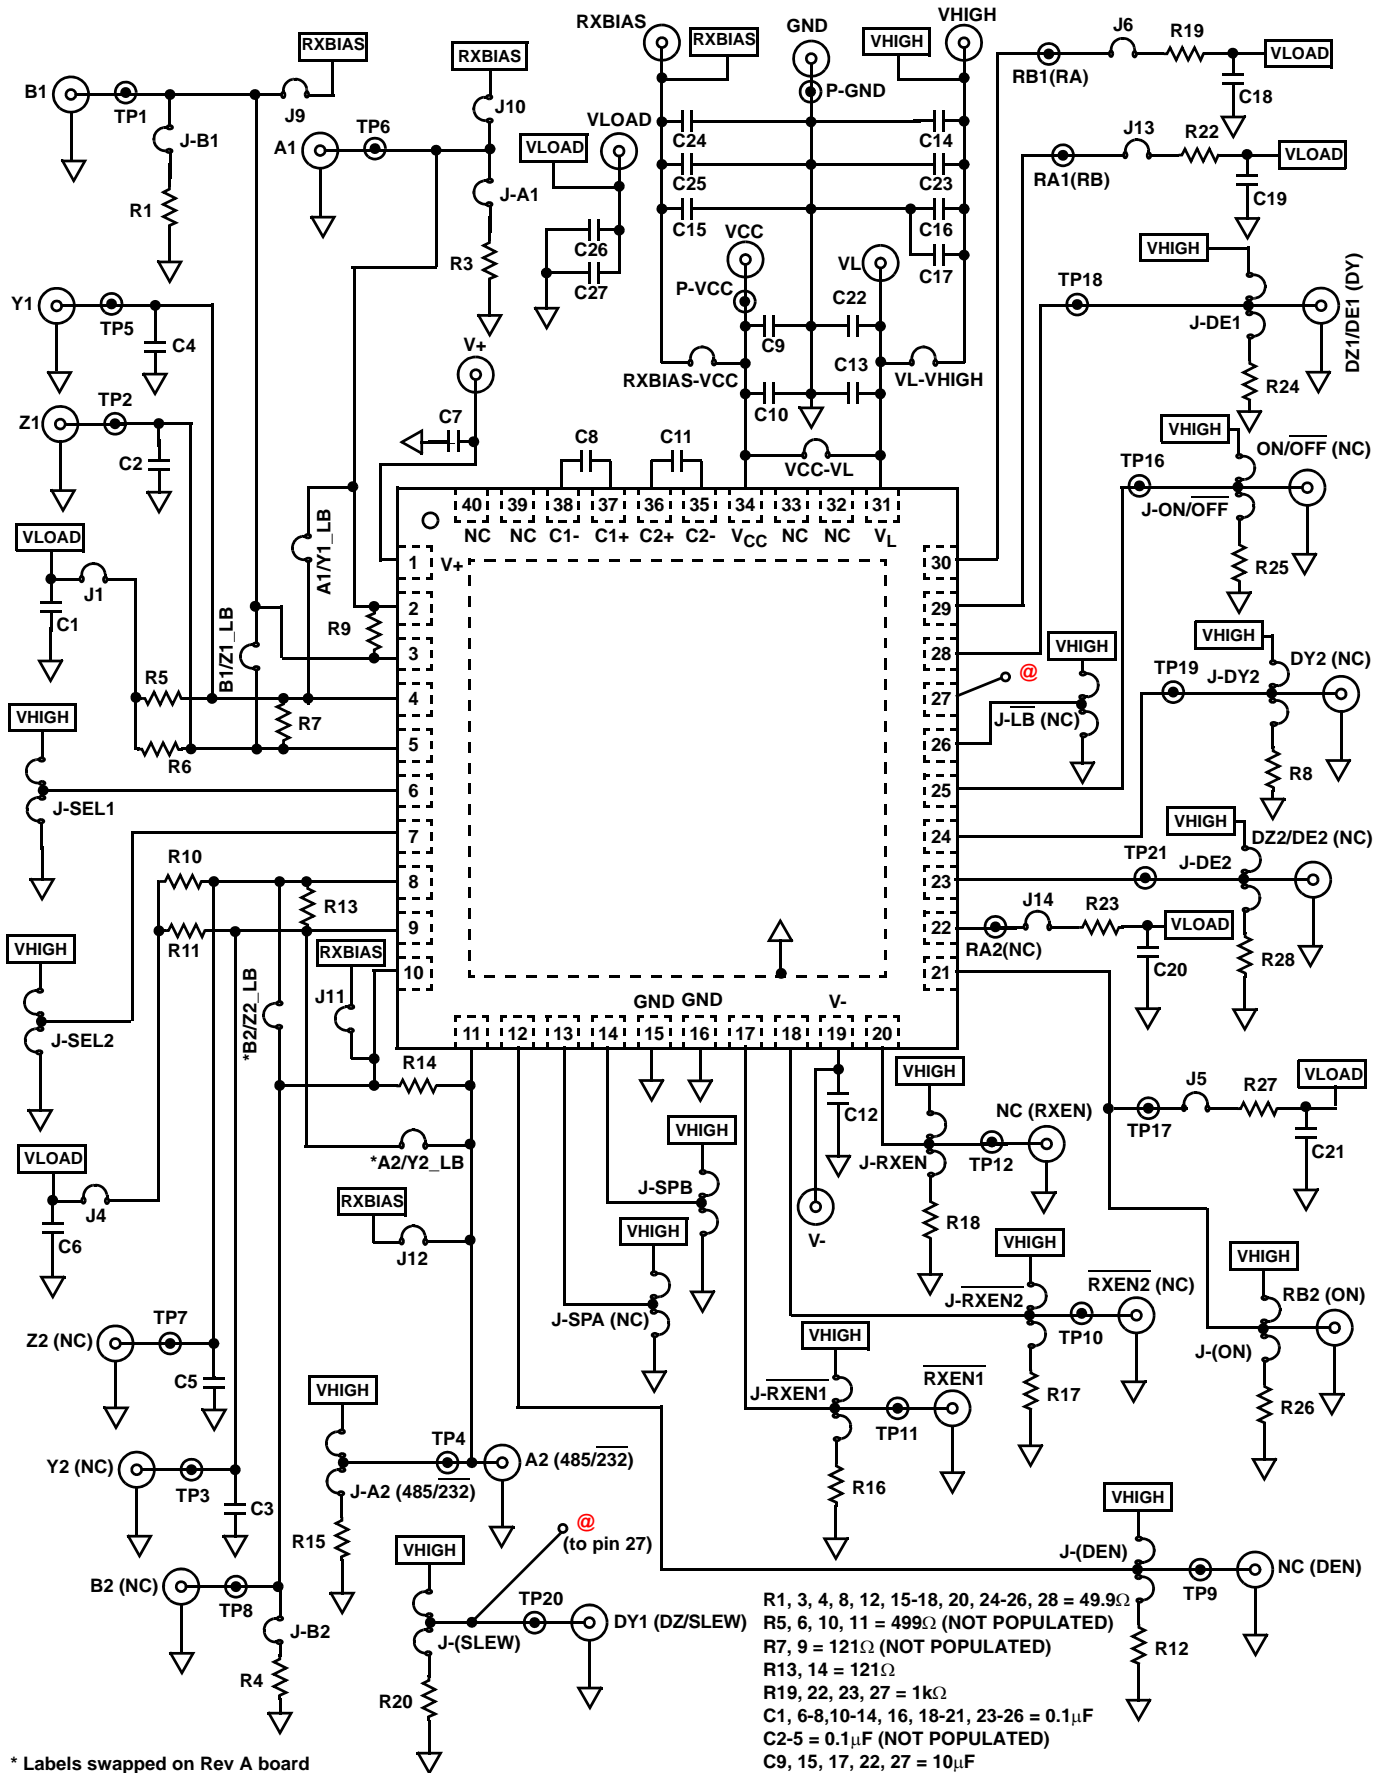 RXBIAS
GND
VHIGH
J6
R19
RXBIAS
RXBIAS
RXBIAS
VHIGH
VLOAD
B1
TP1
J9
J10
P-GND
RB1(RA)
C18
J-B1
A1
TP6
VLOAD
VLOAD
C24
C14
J13
R22
VLOAD
RA1(RB)
C25
C23
C19
R1
J-A1
C15
C16
R3
C26
VCC
VL
C17
VHIGH
C27
P-VCC
C22
TP18
DZ1/DE1 (DY)
Y1
TP5
C4
V+
C9
J-DE1
RXBIAS-VCC
C13
VL-VHIGH
R24
Z1
TP2
C7
C10
VHIGH
ON/OFF (NC)
C2
C8
C11
VCC-VL
TP16
J-ON/OFF
40
39
38
37
36
35
34
33
32
31
NC
NC
C1-
C1+
C2+
C2-
VCC
NC
NC
VL
VLOAD
A1/Y1_LB
1
V+
30
R25
J1
C1
B1/Z1_LB
R9
2
29
3
28
VHIGH
VHIGH
DY2 (NC)
R5
R7
4
27
@
TP19
J-DY2
VHIGH
R6
5
26
J-LB (NC)
R8
J-SEL1
6
25
7
24
VHIGH
DZ2/DE2 (NC)
R10
8
23
TP21
J-DE2
R13
R11
9
22
J14
R23
VLOAD
RA2(NC)
C20
R28
VHIGH
RXBIAS
10
21
*B2/Z2_LB
J11
GND
GND
V-
J-SEL2
11
12
13
14
15
16
17
18
19
20
R14
VHIGH
J5
R27
VLOAD
C12
NC (RXEN)
TP17
C21
VHIGH
VLOAD
*A2/Y2_LB
J-RXEN
TP12
J-SPB
J4
RXBIAS
C6
J12
VHIGH
V-
R18
VHIGH
VHIGH
RXEN2 (NC)
RB2 (ON)
TP7
J-RXEN2
Z2 (NC)
J-SPA (NC)
VHIGH
TP10
J-(ON)
C5
VHIGH
J-RXEN1
RXEN1
R17
R26
TP11
TP4
Y2 (NC)
A2 (485/232)
TP3
J-A2 (485/232)
R16
C3
VHIGH
R15
@
(to pin 27)
VHIGH
J-(DEN)
B2 (NC)
TP8
TP20
TP9
NC (DEN)
J-B2
J-(SLEW)
DY1 (DZ/SLEW)
R12
R4
R20
R1, 3, 4, 8, 12, 15-18, 20, 24-26, 28 = 49.9Ω
R5, 6, 10, 11 = 499Ω (NOT POPULATED)
R7, 9 = 121Ω (NOT POPULATED)
R13, 14 = 121Ω
R19, 22, 23, 27 = 1kΩ
C1, 6-8,10-14, 16, 18-21, 23-26 = 0.1μF
C2-5 = 0.1μF (NOT POPULATED)
C9, 15, 17, 22, 27 = 10μF
* Labels swapped on Rev A board